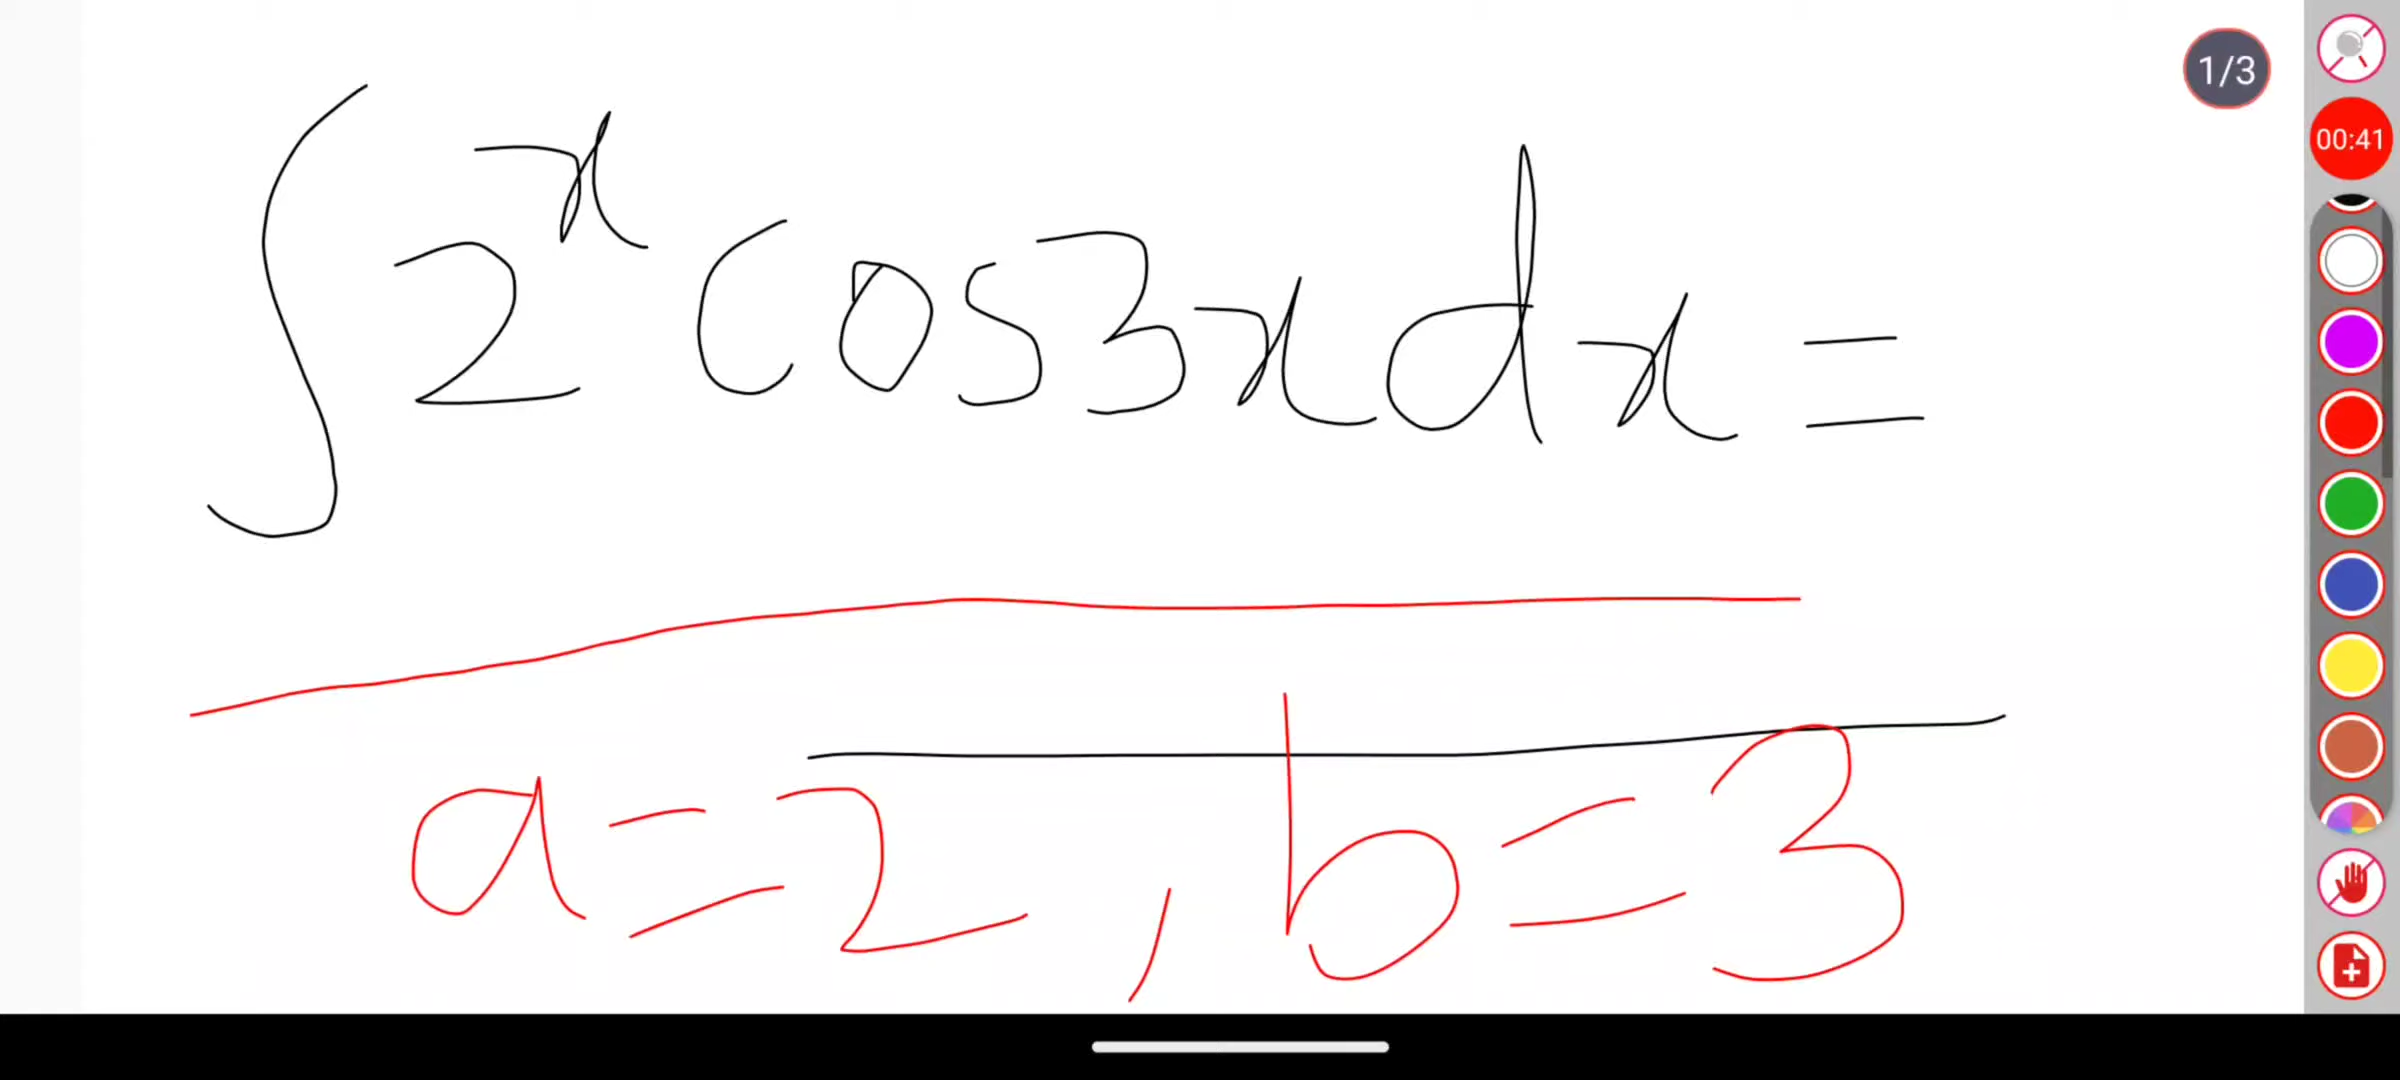 1/3
00:41
∫ 2^x cos3x dx =
a = 2 , b = 3